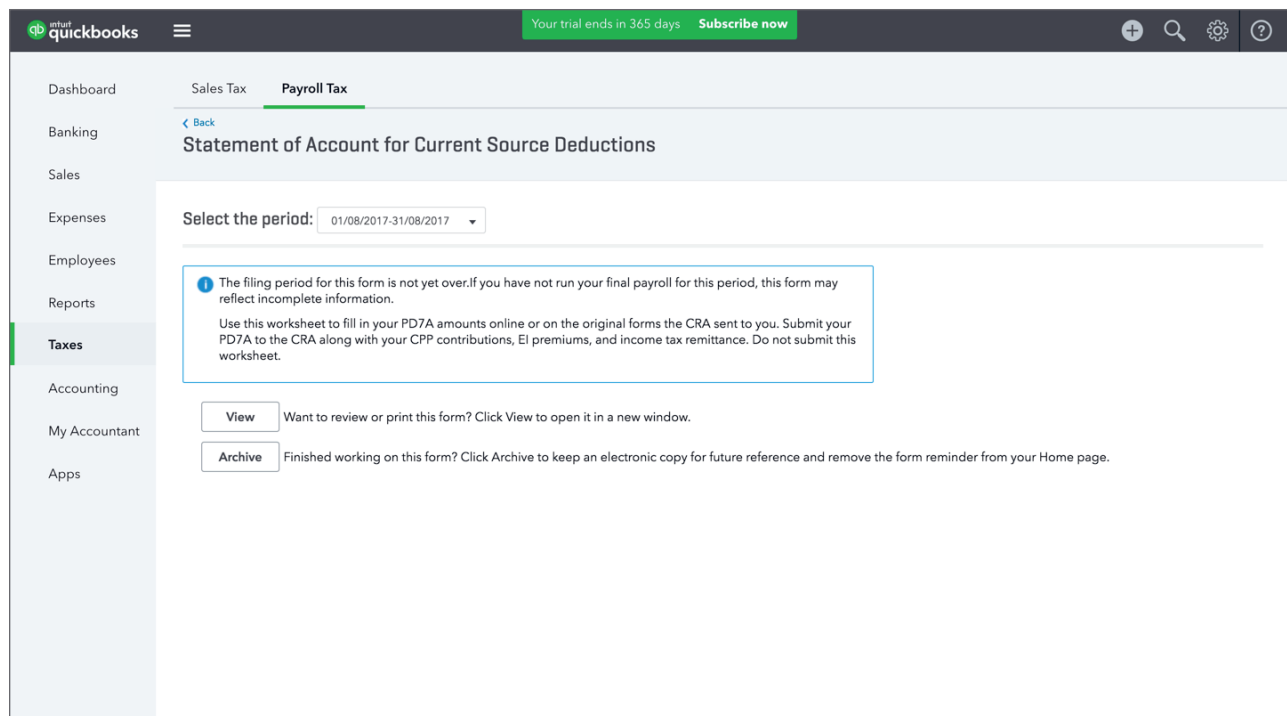 intuit
quickbooks
Your trial ends in 365 days Subscribe now
Dashboard
Banking
Sales
Expenses
Employees
Reports
Taxes
Accounting
My Accountant
Apps
Sales Tax Payroll Tax
Back
Statement of Account for Current Source Deductions
Select the period: 01/08/2017-31/08/2017
The filing period for this form is not yet over.If you have not run your final payroll for this period, this form may
reflect incomplete information.
Use this worksheet to fill in your PD7A amounts online or on the original forms the CRA sent to you. Submit your
PD7A to the CRA along with your CPP contributions, EI premiums, and income tax remittance. Do not submit this
worksheet.
View Want to review or print this form? Click View to open it in a new window.
Archive Finished working on this form? Click Archive to keep an electronic copy for future reference and remove the form reminder from your Home page.